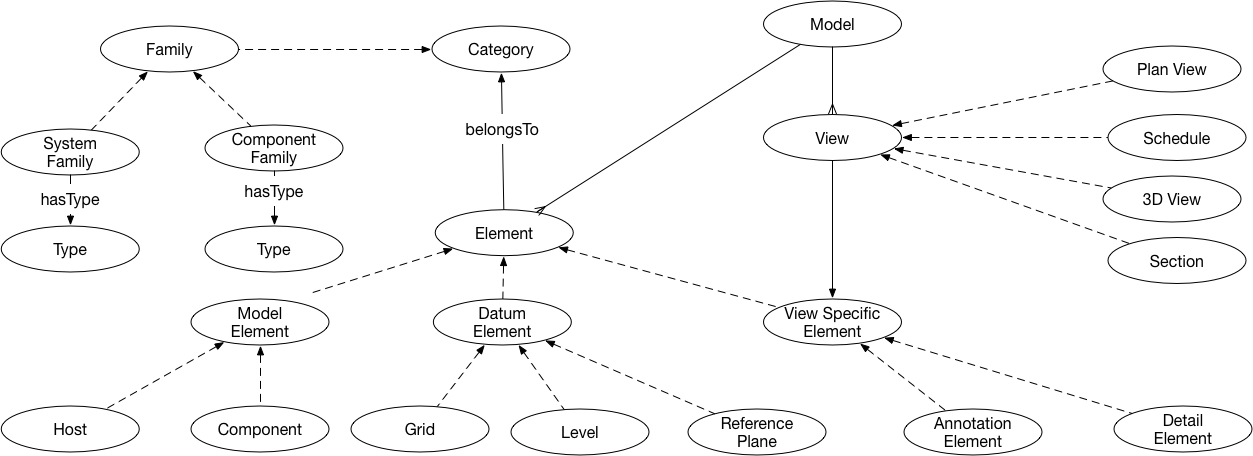 Model
Family
Category
Plan View
belongsTo
System
Family
Component
Family
View
Schedule
hasType
hasType
3D View
Type
Type
Element
Section
Model
Element
Datum
Element
View Specific
Element
Host
Component
Grid
Level
Reference
Plane
Annotation
Element
Detail
Element